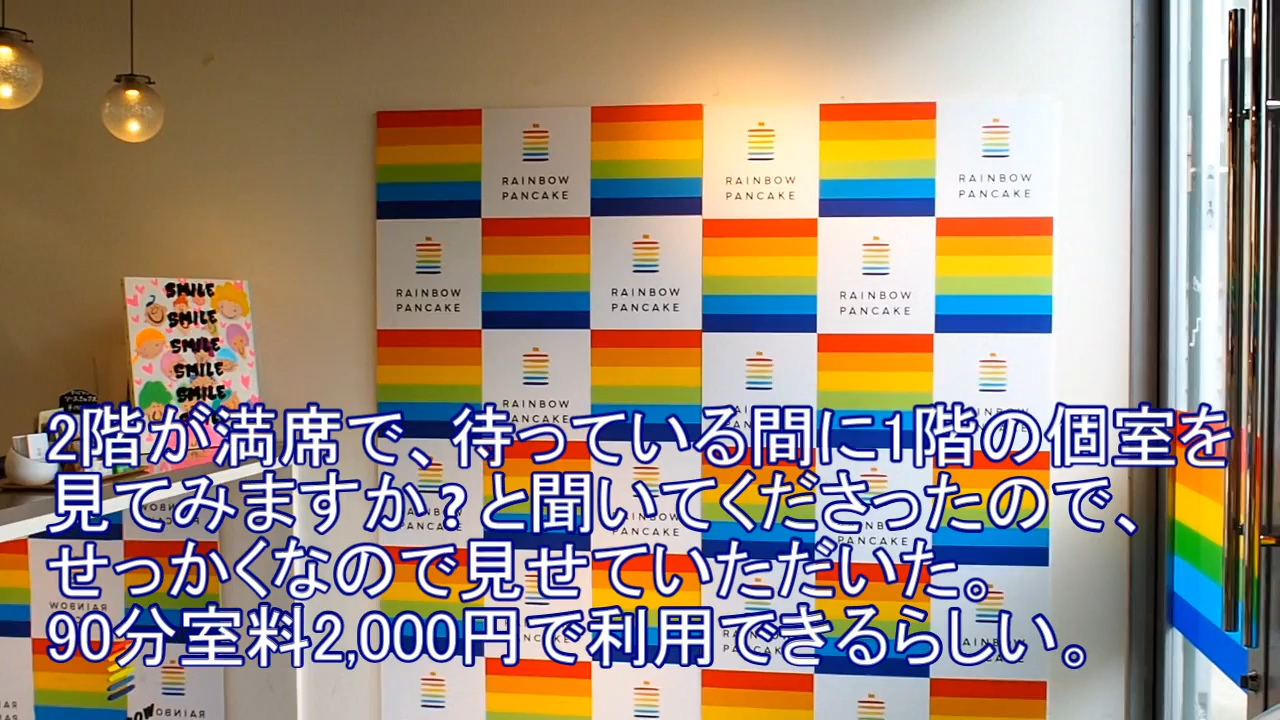 RAINBOW
PANCAKE
RAINBOW
PANCAKE
RAINBOW
PANCAKE
RAINBOW
PANCAKE
RAINBOW
PANCAKE
RAINBOW
PANCAKE
SMILE
SMILE
SMILE
SMILE
SMILE
RAINBOW
2階が満席で、待っている間に1階の個室を
見てみますか? と聞いてくださったので、
せっかくなので見せていただいた。
90分室料2,000円で利用できるらしい。